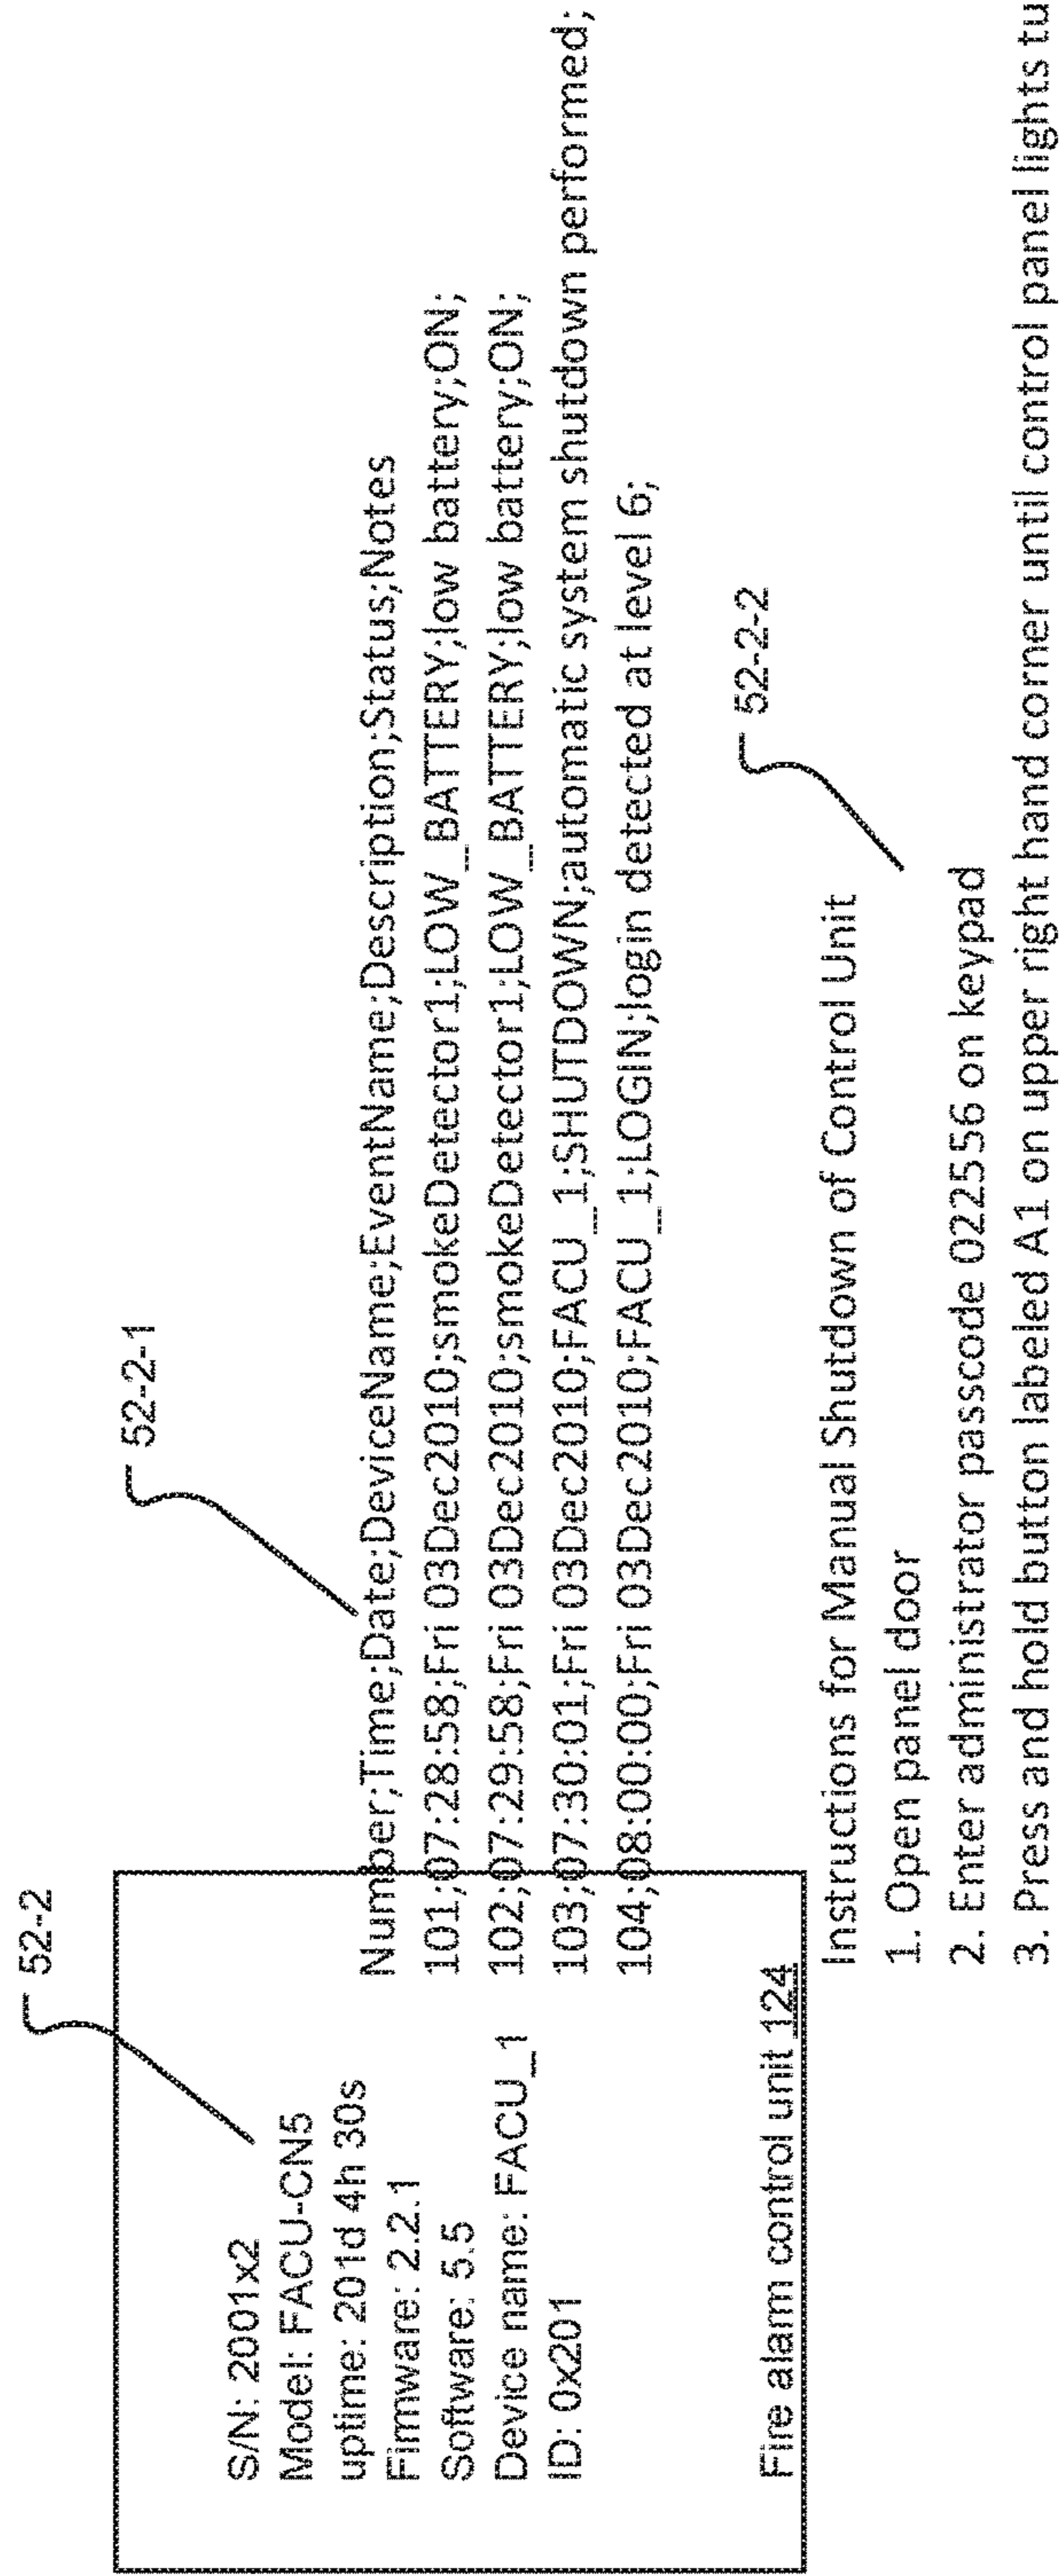 52-2
S/N: 2001x2
Model: FACU-CN5
uptime: 201d 4h 30s
Firmware: 2.2.1
Software: 5.5
Device name: FACU_1
ID: 0x201
Fire alarm control unit 124
52-2-1
Number;Time;Date;DeviceName;EventName;Description;Status;Notes
101;07:28:58;Fri 03Dec2010;smokeDetector1;LOW_BATTERY;low battery;ON;
102;07:29:58;Fri 03Dec2010;smokeDetector1;LOW_BATTERY;low battery;ON;
103;07:30:01;Fri 03Dec2010;FACU_1;SHUTDOWN;automatic system shutdown performed;
104;08:00:00;Fri 03Dec2010;FACU_1;LOGIN;login detected at level 6;
52-2-2
Instructions for Manual Shutdown of Control Unit
1. Open panel door
2. Enter administrator passcode 022556 on keypad
3. Press and hold button labeled A1 on upper right hand corner until control panel lights tu